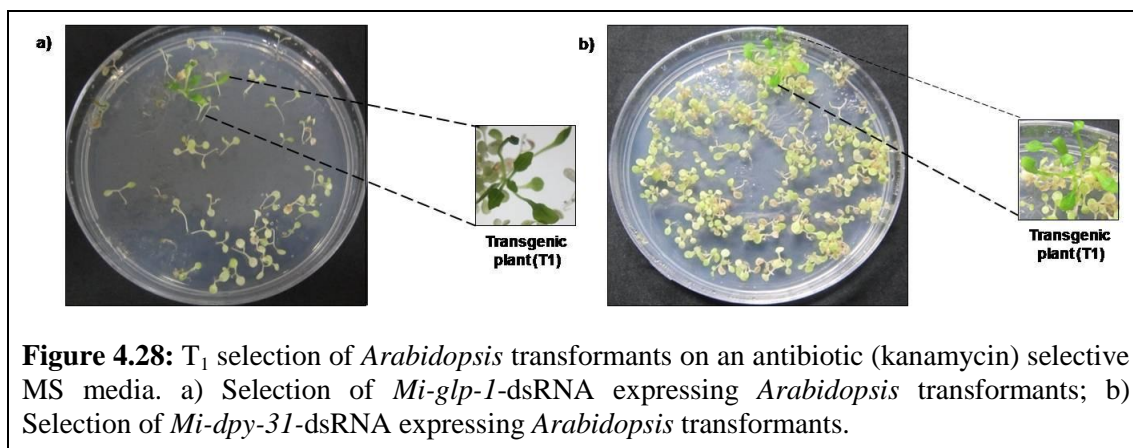 a)
b)
Transgenic
plant (T1)
Transgenic
plant (T1)
Figure 4.28: T₁ selection of Arabidopsis transformants on an antibiotic (kanamycin) selective
MS media. a) Selection of Mi-glp-1-dsRNA expressing Arabidopsis transformants; b)
Selection of Mi-dpy-31-dsRNA expressing Arabidopsis transformants.